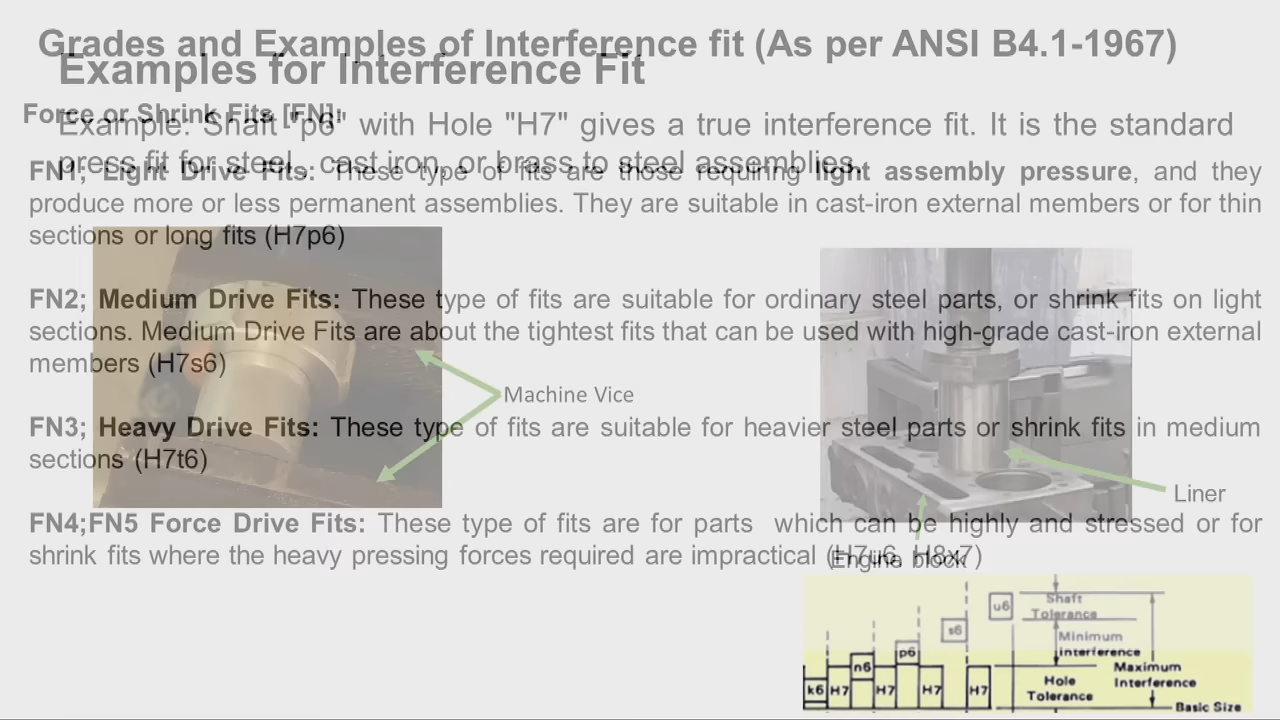 Grades and Examples of Interference fit (As per ANSI B4.1-1967)
Examples for Interference Fit
Force or Shrink Fits [FN]:
Example: Shaft "p6" with Hole "H7" gives a true interference fit. It is the standard
press fit for steel, cast iron, or brass to steel assemblies.
FN1; Light Drive Fits: These type of fits are those requiring light assembly pressure, and they
produce more or less permanent assemblies. They are suitable in cast-iron external members or for thin
sections or long fits (H7p6)
FN2; Medium Drive Fits: These type of fits are suitable for ordinary steel parts, or shrink fits on light
sections. Medium Drive Fits are about the tightest fits that can be used with high-grade cast-iron external
members (H7s6)
Machine Vice
FN3; Heavy Drive Fits: These type of fits are suitable for heavier steel parts or shrink fits in medium
sections (H7t6)
Liner
FN4;FN5 Force Drive Fits: These type of fits are for parts which can be highly and stressed or for
shrink fits where the heavy pressing forces required are impractical (H7u6, H8x7)
Engine block
u6
Shaft
Tolerance
s6
Minimum
Interference
p6
n6
Maximum
Interference
k6 H7 H7 H7 H7
Hole
Tolerance
Basic Size